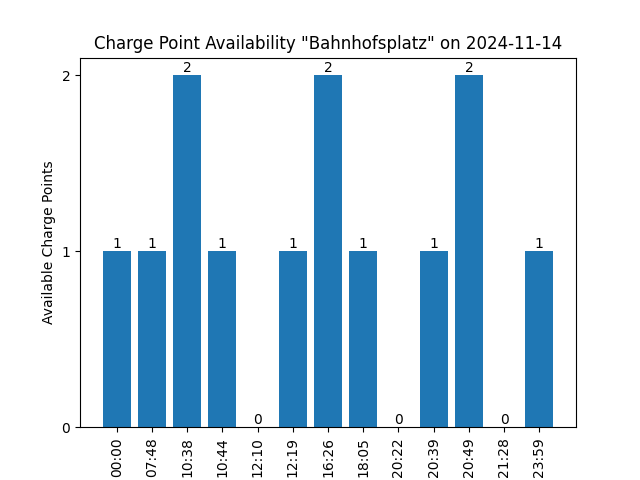 Charge Point Availability "Bahnhofsplatz" on 2024-11-14
Available Charge Points
2
1
0
1 1 2 1 0 1 2 1 0 1 2 0 1
00:00 07:48 10:38 10:44 12:10 12:19 16:26 18:05 20:22 20:39 20:49 21:28 23:59